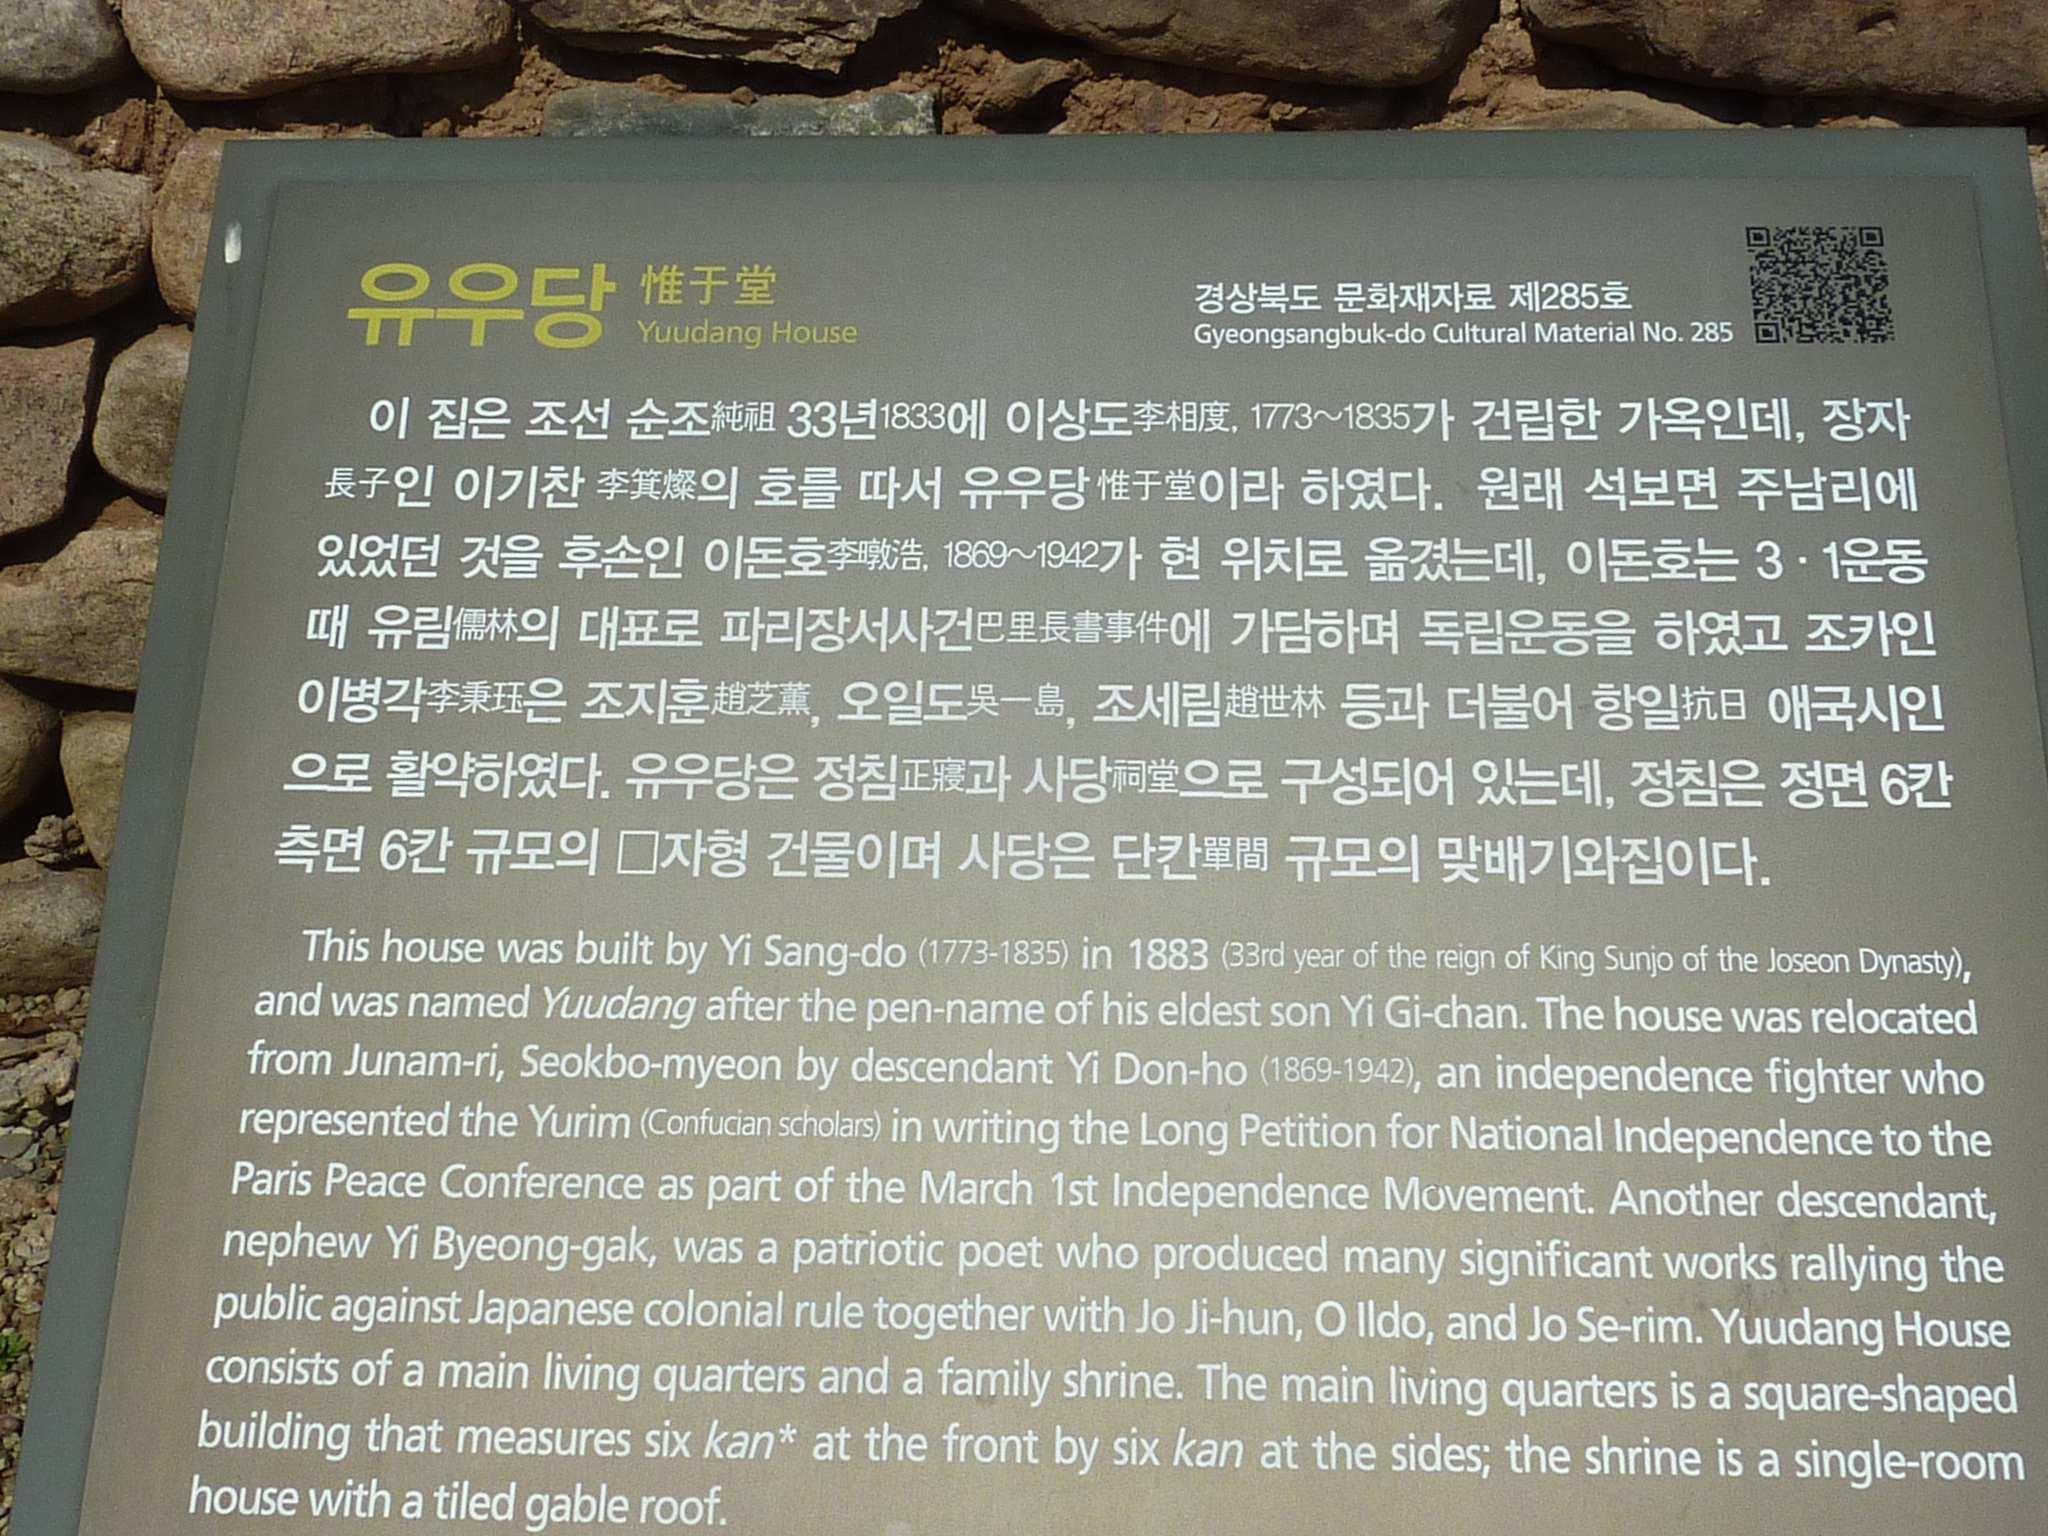 유우당 惟于堂
Yuudang House
경상북도 문화재자료 제285호
Gyeongsangbuk-do Cultural Material No. 285
이 집은 조선 순조純祖 33년1833에 이상도李相度, 1773~1835가 건립한 가옥인데, 장자
長子인 이기찬 李箕燦의 호를 따서 유우당 惟于堂이라 하였다. 원래 석보면 주남리에
있었던 것을 후손인 이돈호李暾浩, 1869~1942가 현 위치로 옮겼는데, 이돈호는 3·1운동
때 유림儒林의 대표로 파리장서사건巴里長書事件에 가담하며 독립운동을 하였고 조카인
이병각李秉珏은 조지훈趙芝薰, 오일도吳一島, 조세림趙世林 등과 더불어 항일抗日 애국시인
으로 활약하였다. 유우당은 정침正寢과 사당祠堂으로 구성되어 있는데, 정침은 정면 6칸
측면 6칸 규모의 □자형 건물이며 사당은 단칸單間 규모의 맞배기와집이다.
This house was built by Yi Sang-do (1773-1835) in 1883 (33rd year of the reign of King Sunjo of the Joseon Dynasty),
and was named Yuudang after the pen-name of his eldest son Yi Gi-chan. The house was relocated
from Junam-ri, Seokbo-myeon by descendant Yi Don-ho (1869-1942), an independence fighter who
represented the Yurim (Confucian scholars) in writing the Long Petition for National Independence to the
Paris Peace Conference as part of the March 1st Independence Movement. Another descendant,
nephew Yi Byeong-gak, was a patriotic poet who produced many significant works rallying the
public against Japanese colonial rule together with Jo Ji-hun, O Ildo, and Jo Se-rim. Yuudang House
consists of a main living quarters and a family shrine. The main living quarters is a square-shaped
building that measures six kan* at the front by six kan at the sides; the shrine is a single-room
house with a tiled gable roof.